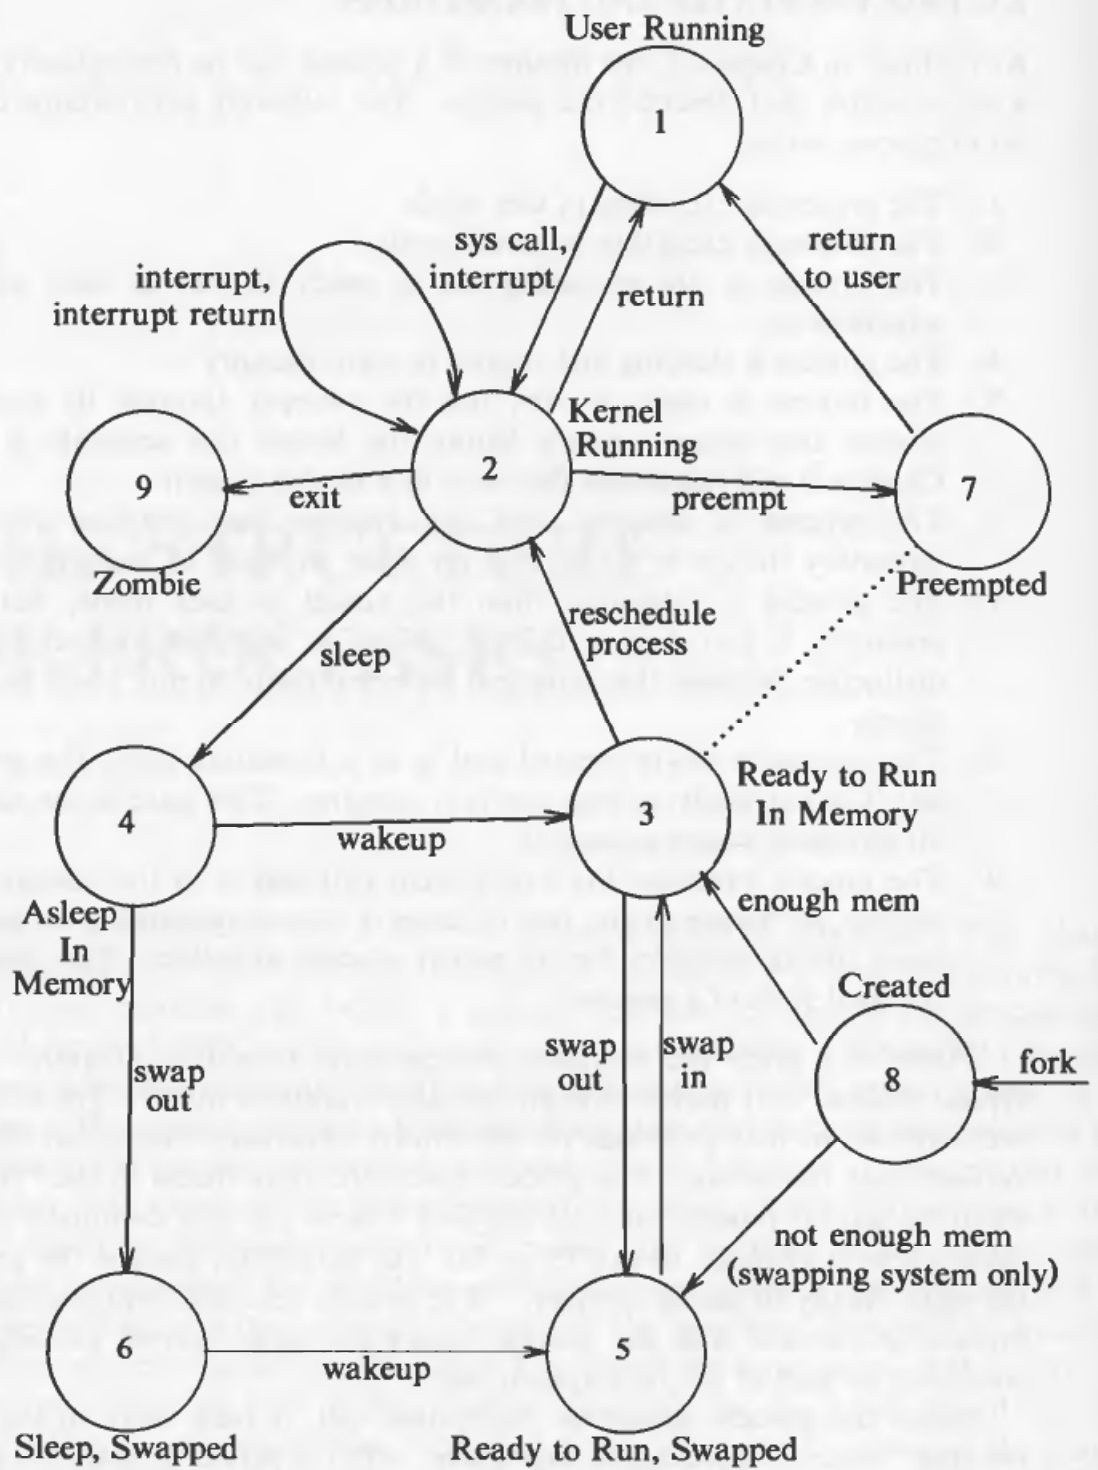 User Running
1
sys call,
interrupt
interrupt,
interrupt return
return
return
to user
Kernel
Running
2
9
exit
Zombie
preempt
7
Preempted
sleep
reschedule
process
4
wakeup
3
Ready to Run
In Memory
Asleep
In
Memory
enough mem
Created
8
fork
swap
out
swap
out
swap
in
not enough mem
(swapping system only)
6
wakeup
5
Sleep, Swapped
Ready to Run, Swapped